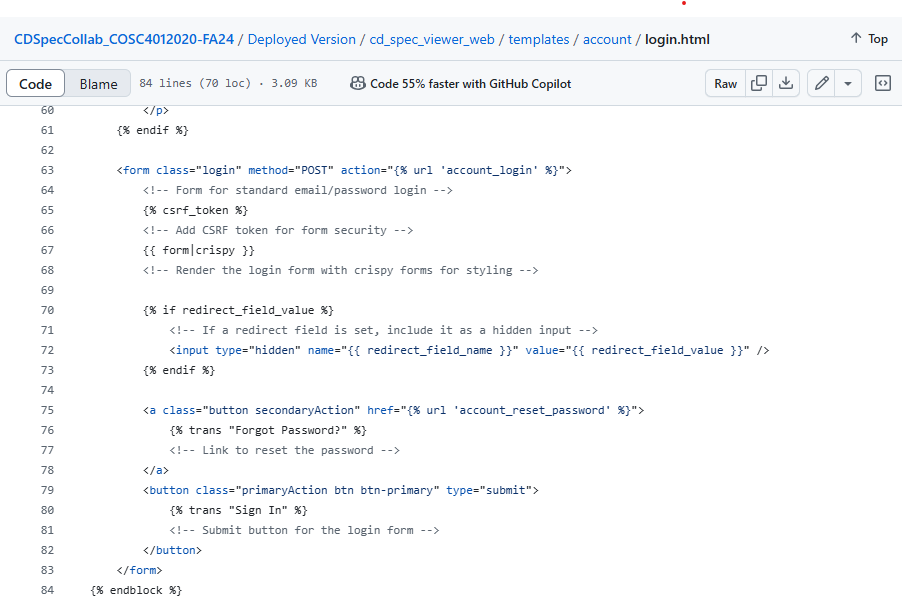 CDSpecCollab_COSC4012020-FA24 / Deployed Version / cd_spec_viewer_web / templates / account / login.html
Top
Code Blame 84 lines (70 loc) · 3.09 KB Code 55% faster with GitHub Copilot Raw
60 </p>
61 {% endif %}
62
63 <form class="login" method="POST" action="{% url 'account_login' %}">
64 <!-- Form for standard email/password login -->
65 {% csrf_token %}
66 <!-- Add CSRF token for form security -->
67 {{ form|crispy }}
68 <!-- Render the login form with crispy forms for styling -->
69
70 {% if redirect_field_value %}
71 <!-- If a redirect field is set, include it as a hidden input -->
72 <input type="hidden" name="{{ redirect_field_name }}" value="{{ redirect_field_value }}" />
73 {% endif %}
74
75 <a class="button secondaryAction" href="{% url 'account_reset_password' %}">
76 {% trans "Forgot Password?" %}
77 <!-- Link to reset the password -->
78 </a>
79 <button class="primaryAction btn btn-primary" type="submit">
80 {% trans "Sign In" %}
81 <!-- Submit button for the login form -->
82 </button>
83 </form>
84 {% endblock %}